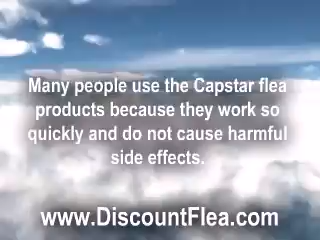 Many people use the Capstar flea
products because they work so
quickly and do not cause harmful
side effects.
www.DiscountFlea.com